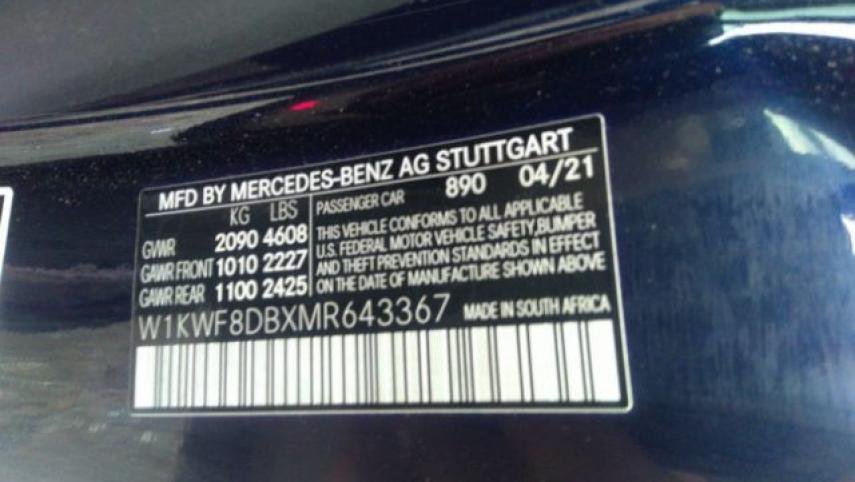 MFD BY MERCEDES-BENZ AG STUTTGART
KG LBS
GVWR 2090 4608
GAWR FRONT 1010 2227
GAWR REAR 1100 2425
PASSENGER CAR 890 04/21
THIS VEHICLE CONFORMS TO ALL APPLICABLE
U.S. FEDERAL MOTOR VEHICLE SAFETY, BUMPER
AND THEFT PREVENTION STANDARDS IN EFFECT
ON THE DATE OF MANUFACTURE SHOWN ABOVE
W1KWF8DBXMR643367 MADE IN SOUTH AFRICA